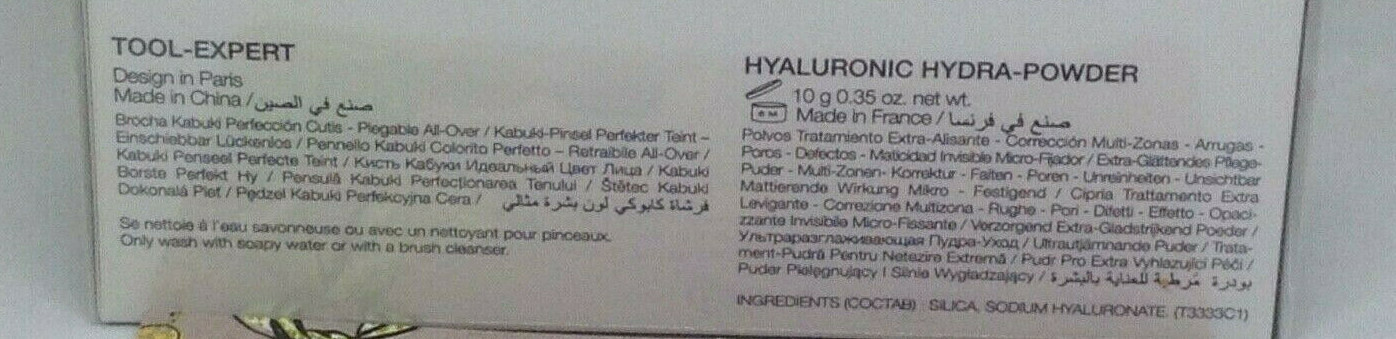 TOOL-EXPERT
Design in Paris
Made in China / صنع في الصين
Brocha Kabuki Perfección Cutis - Plegable All-Over / Kabuki-Pinsel Perfekter Teint –
Einschiebbar Lückenlos / Pennello Kabuki Colorito Perfetto – Retraibile All-Over /
Kabuki Penseel Perfecte Teint / Кисть Кабуки Идеальный Цвет Лица / Kabuki
Borste Perfekt Hy / Pensulă Kabuki Perfecționarea Tenului / Štětec Kabuki
Dokonalá Pleť / Pędzel Kabuki Perfekcyjna Cera / فرشاة كابوكي لون بشرة مثالي
Se nettoie à l'eau savonneuse ou avec un nettoyant pour pinceaux.
Only wash with soapy water or with a brush cleanser.
HYALURONIC HYDRA-POWDER
10 g 0.35 oz. net wt.
Made in France / صنع في فرنسا
Polvos Tratamiento Extra-Alisante - Corrección Multi-Zonas - Arrugas -
Poros - Defectos - Maticidad Invisible Micro-Fijador / Extra-Glättendes Pflege-
Puder - Multi-Zonen- Korrektur - Falten - Poren - Unreinheiten - Unsichtbar
Mattierende Wirkung Mikro - Festigend / Cipria Trattamento Extra
Levigante - Correzione Multizona - Rughe - Pori - Difetti - Effetto - Opaci-
zzante Invisibile Micro-Fissante / Verzorgend Extra-Gladstrijkend Poeder /
Ультраразглаживающая Пудра-Уход / Ultrautjämnande Puder / Trata-
ment-Pudră Pentru Netezire Extremă / Pudr Pro Extra Vyhlazující Péči /
Puder Pielęgnujący I Silnie Wygładzający / بودرة مُرطبة للعناية بالبشرة
INGREDIENTS (СОСТАВ) : SILICA, SODIUM HYALURONATE. (T3333C1)